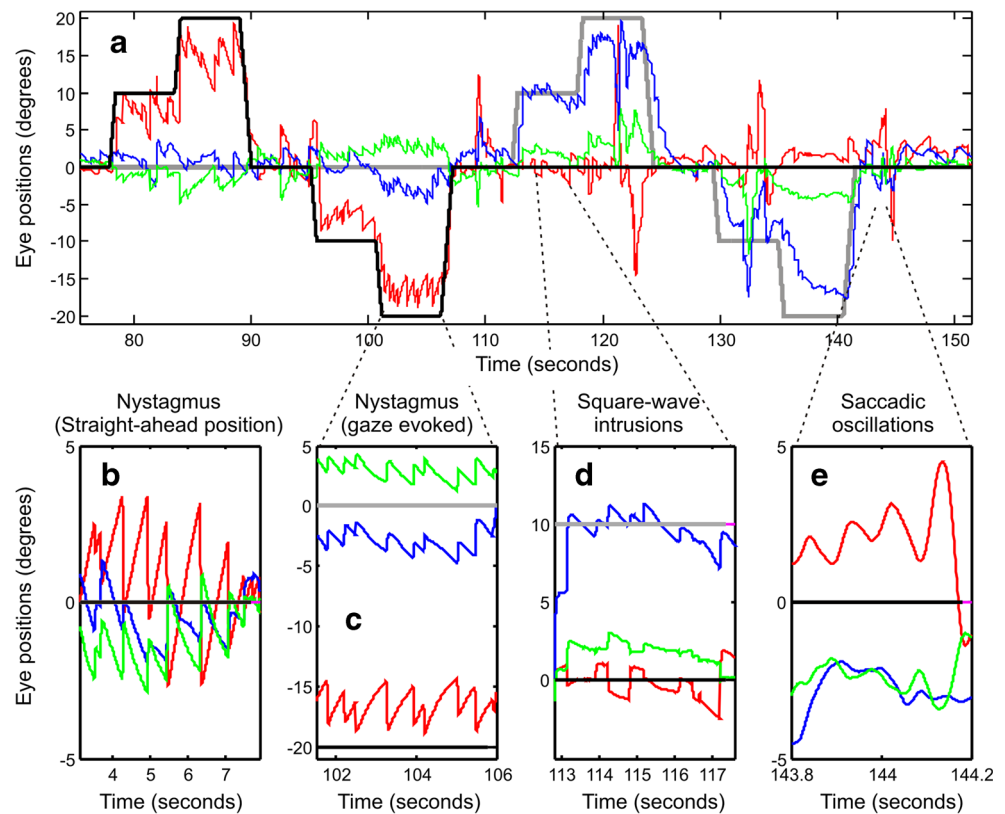 a
Eye positions (degrees)
20
15
10
5
0
-5
-10
-15
-20
80
90
100
110
120
130
140
150
Time (seconds)
Nystagmus
(Straight-ahead position)
Nystagmus
(gaze evoked)
Square-wave
intrusions
Saccadic
oscillations
Eye positions (degrees)
b
5
0
-5
4
5
6
7
Time (seconds)
c
5
0
-5
-10
-15
-20
102
104
106
Time (seconds)
d
15
10
5
0
113
114
115
116
117
Time (seconds)
e
5
0
-5
143.8
144
144.2
Time (seconds)